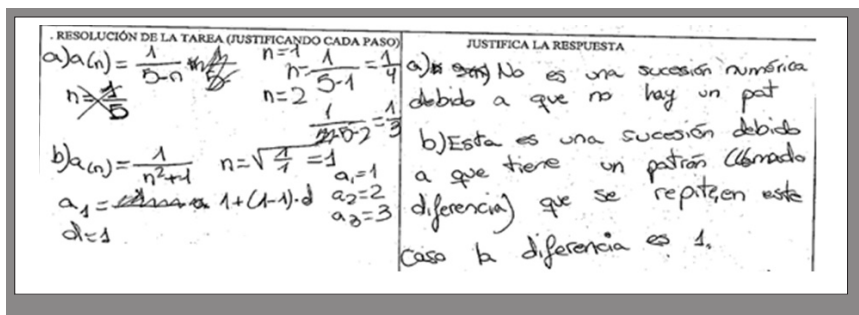 . RESOLUCIÓN DE LA TAREA (JUSTIFICANDO CADA PASO)
a) a(n) = 1/5-n
n=1
n= 1/5-1 = 1/4
n = 1/5
n=2
1/5-2 = 1/3
b) a(n) = 1/n²+1
n=√1/1 = 1
a₁ = 1+(1-1)·d
a₁=1
a₂=2
a₃=3
d=1
JUSTIFICA LA RESPUESTA
a) No es una sucesión numérica
debido a que no hay un pat
b) Esta es una sucesión debido
a que tiene un patrón (llamado
diferencia) que se repite, en este
caso la diferencia es 1.